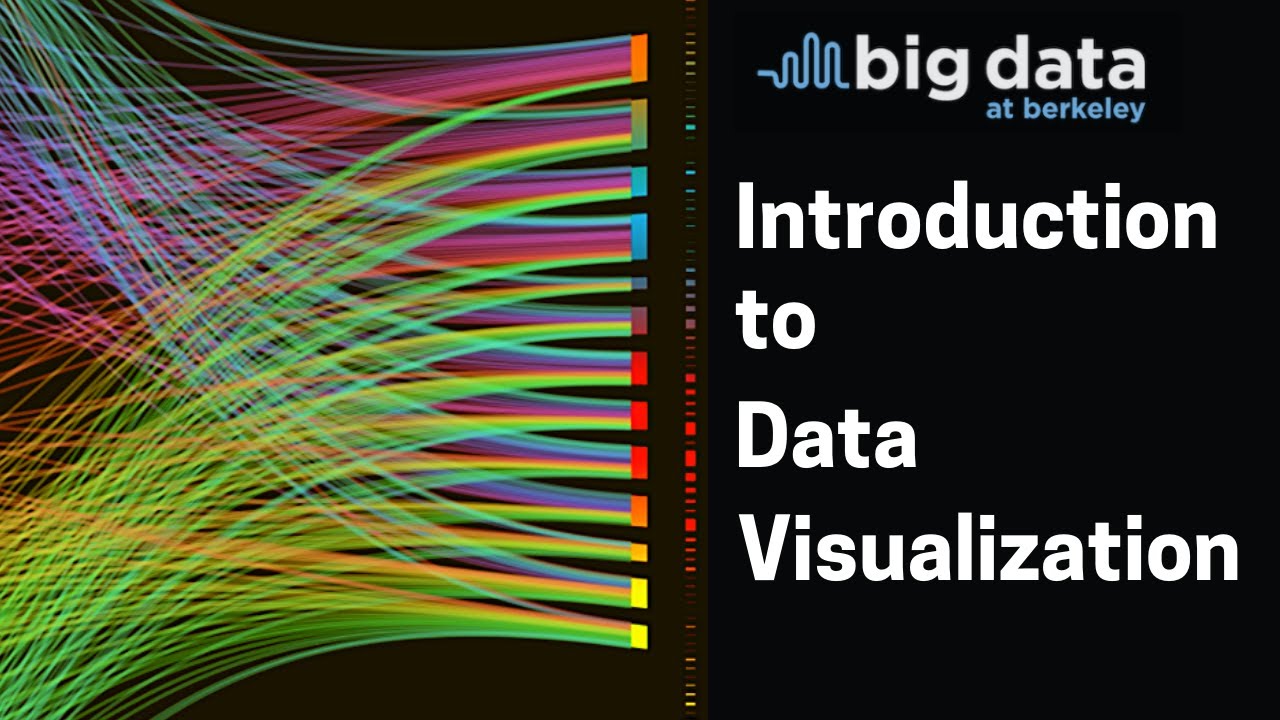 big data
at berkeley
Introduction
to
Data
Visualization